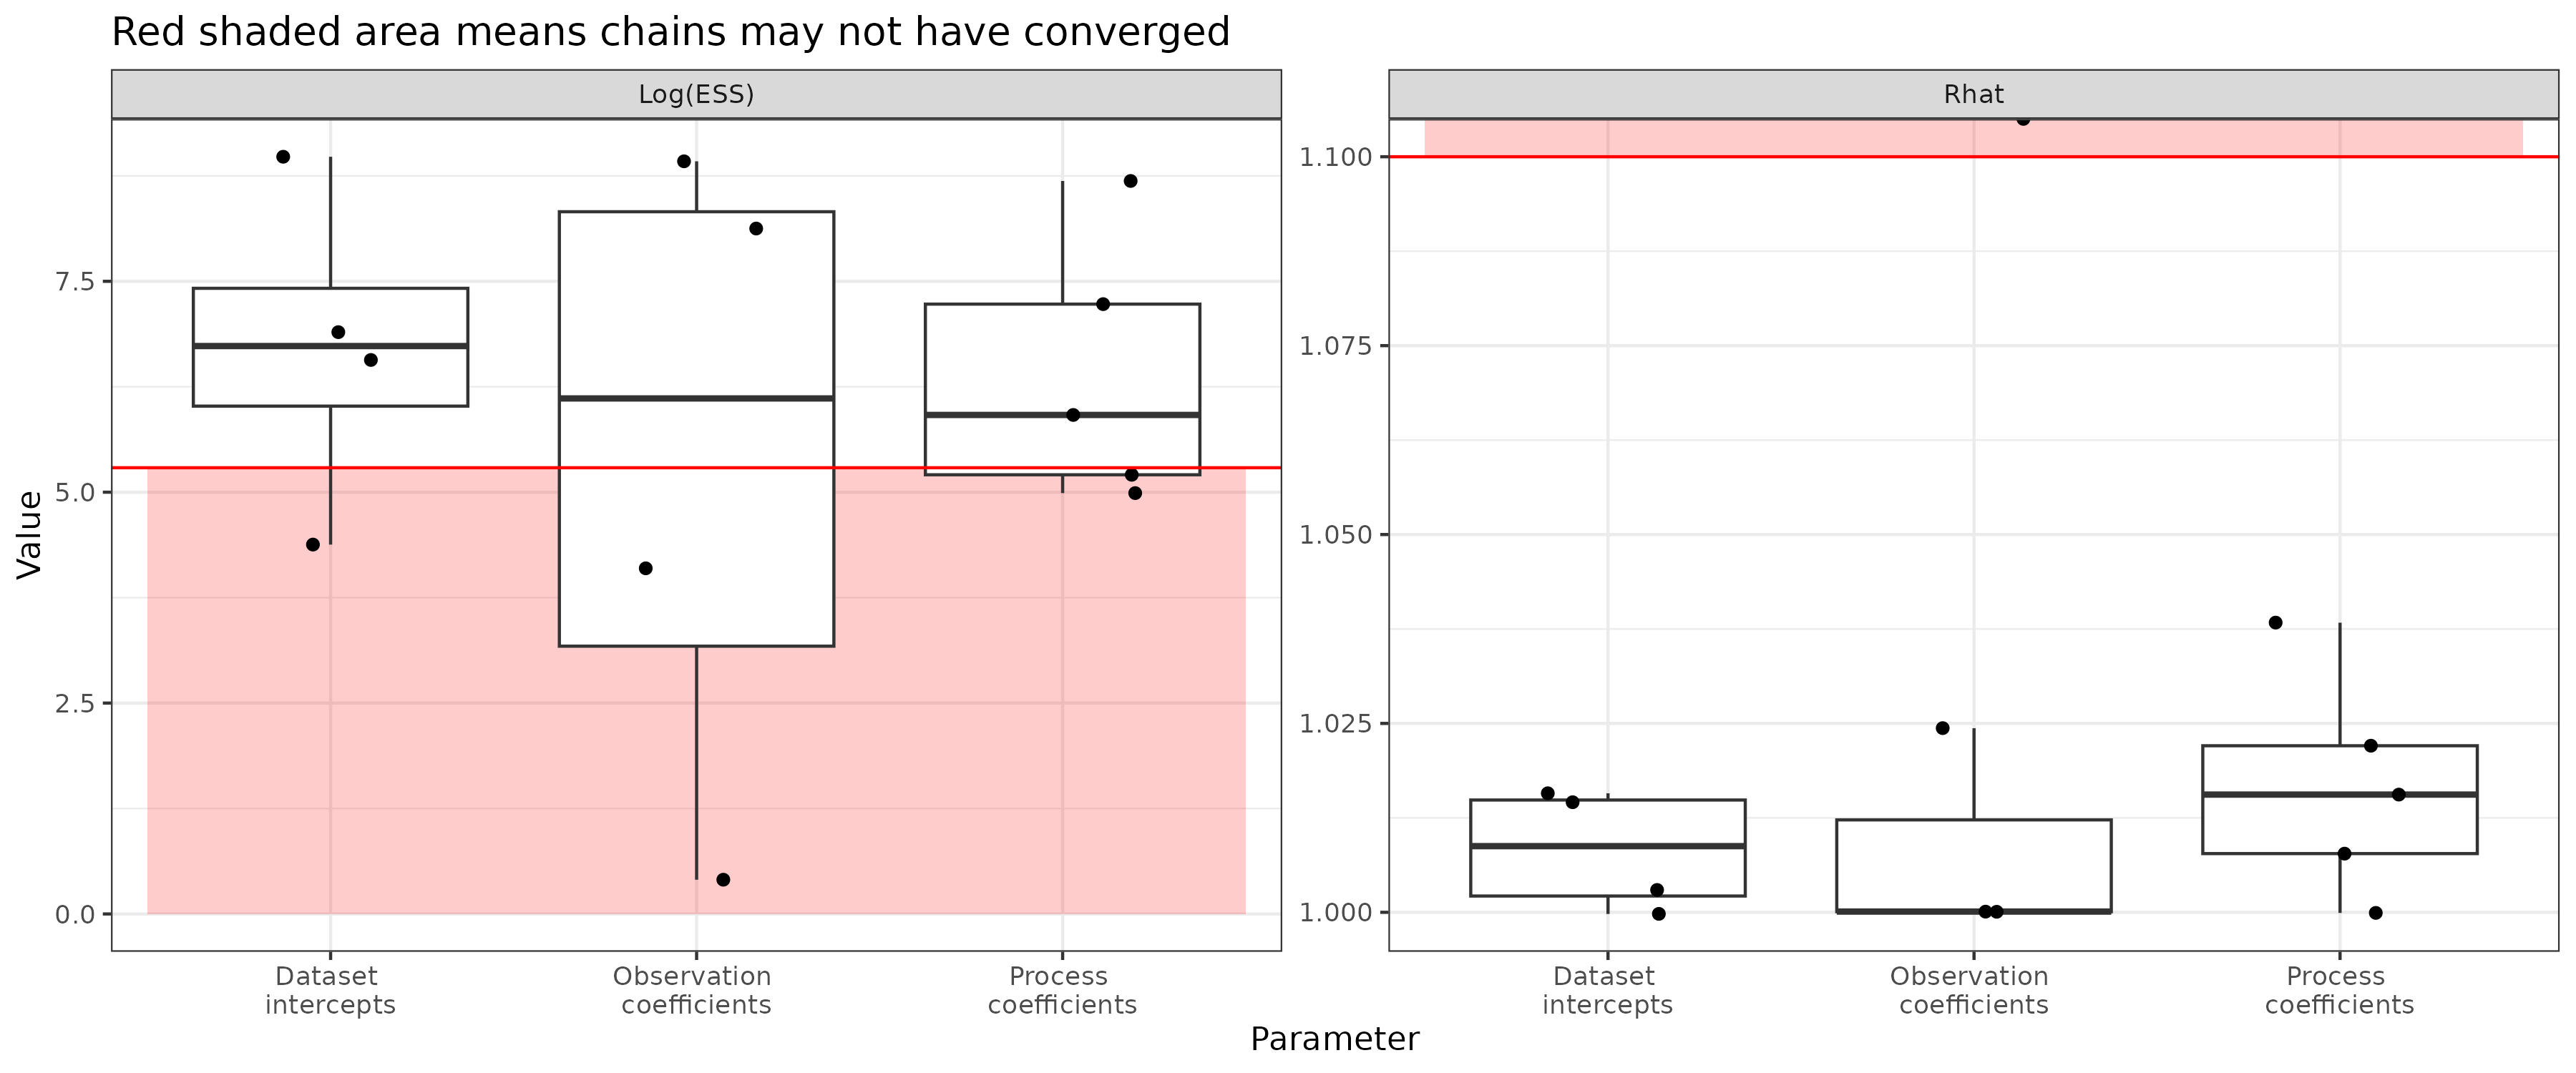 Red shaded area means chains may not have converged
Log(ESS)
Rhat
Value
7.5
5.0
2.5
0.0
1.100
1.075
1.050
1.025
1.000
Dataset
intercepts
Observation
coefficients
Process
coefficients
Dataset
intercepts
Observation
coefficients
Process
coefficients
Parameter